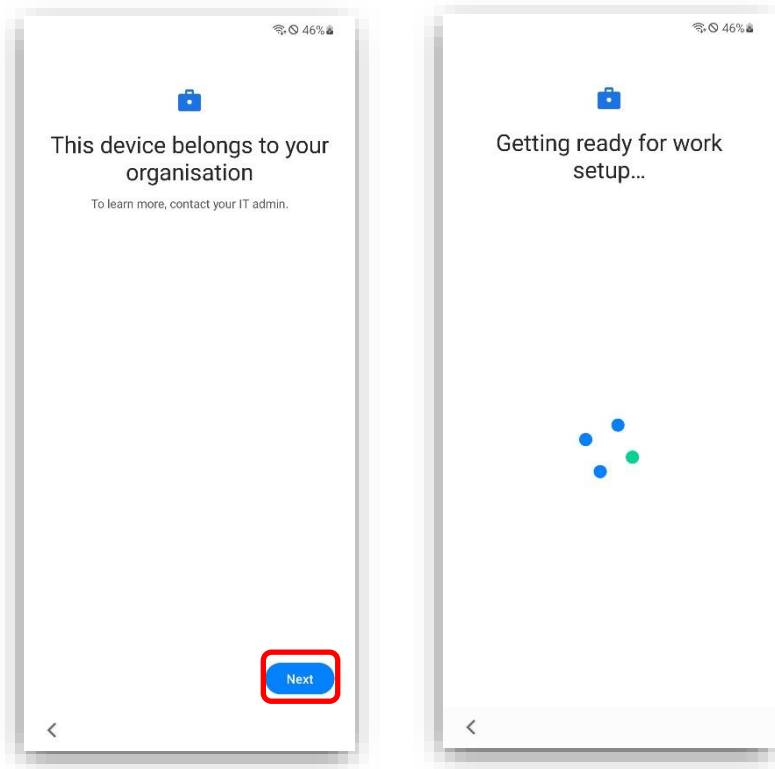 46%
This device belongs to your
organisation
To learn more, contact your IT admin.
Next
46%
Getting ready for work
setup...